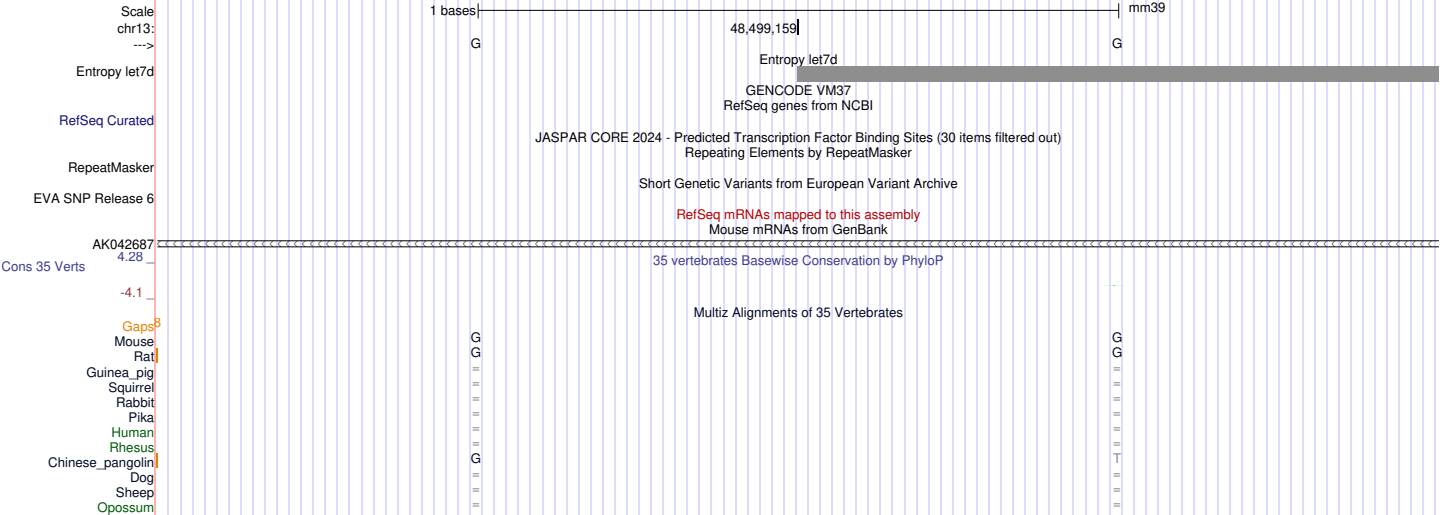 Scale 1 bases mm39
chr13: 48,499,159
---> G G
Entropy let7d
Entropy let7d
GENCODE VM37
RefSeq genes from NCBI
RefSeq Curated
JASPAR CORE 2024 - Predicted Transcription Factor Binding Sites (30 items filtered out)
Repeating Elements by RepeatMasker
RepeatMasker
Short Genetic Variants from European Variant Archive
EVA SNP Release 6
RefSeq mRNAs mapped to this assembly
Mouse mRNAs from GenBank
AK042687
4.28 _
35 vertebrates Basewise Conservation by PhyloP
Cons 35 Verts
-4.1 _
Multiz Alignments of 35 Vertebrates
Gaps 8
Mouse G G
Rat G G
Guinea_pig = =
Squirrel = =
Rabbit = =
Pika = =
Human = =
Rhesus = =
Chinese_pangolin G T
Dog = =
Sheep = =
Opossum = =